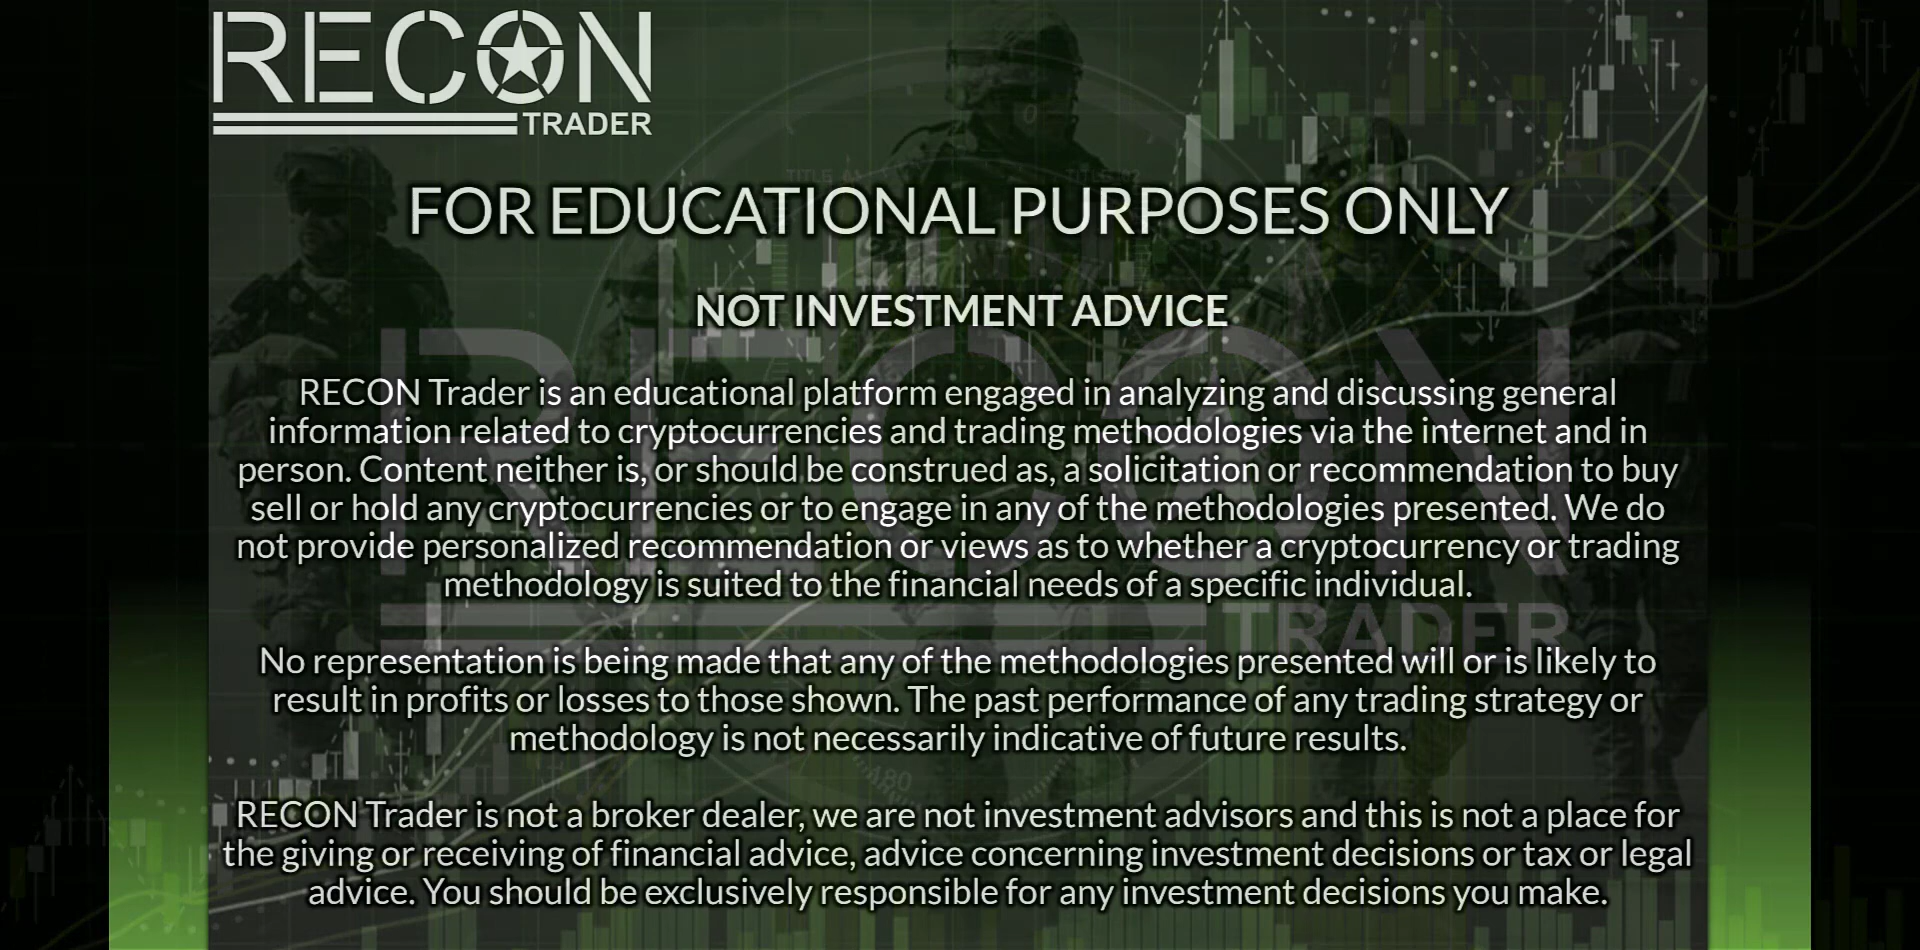 RECON
TRADER
FOR EDUCATIONAL PURPOSES ONLY
NOT INVESTMENT ADVICE
RECON Trader is an educational platform engaged in analyzing and discussing general
information related to cryptocurrencies and trading methodologies via the internet and in
person. Content neither is, or should be construed as, a solicitation or recommendation to buy
sell or hold any cryptocurrencies or to engage in any of the methodologies presented. We do
not provide personalized recommendation or views as to whether a cryptocurrency or trading
methodology is suited to the financial needs of a specific individual.
RECON
TRADER
No representation is being made that any of the methodologies presented will or is likely to
result in profits or losses to those shown. The past performance of any trading strategy or
methodology is not necessarily indicative of future results.
180
RECON Trader is not a broker dealer, we are not investment advisors and this is not a place for
the giving or receiving of financial advice, advice concerning investment decisions or tax or legal
advice. You should be exclusively responsible for any investment decisions you make.